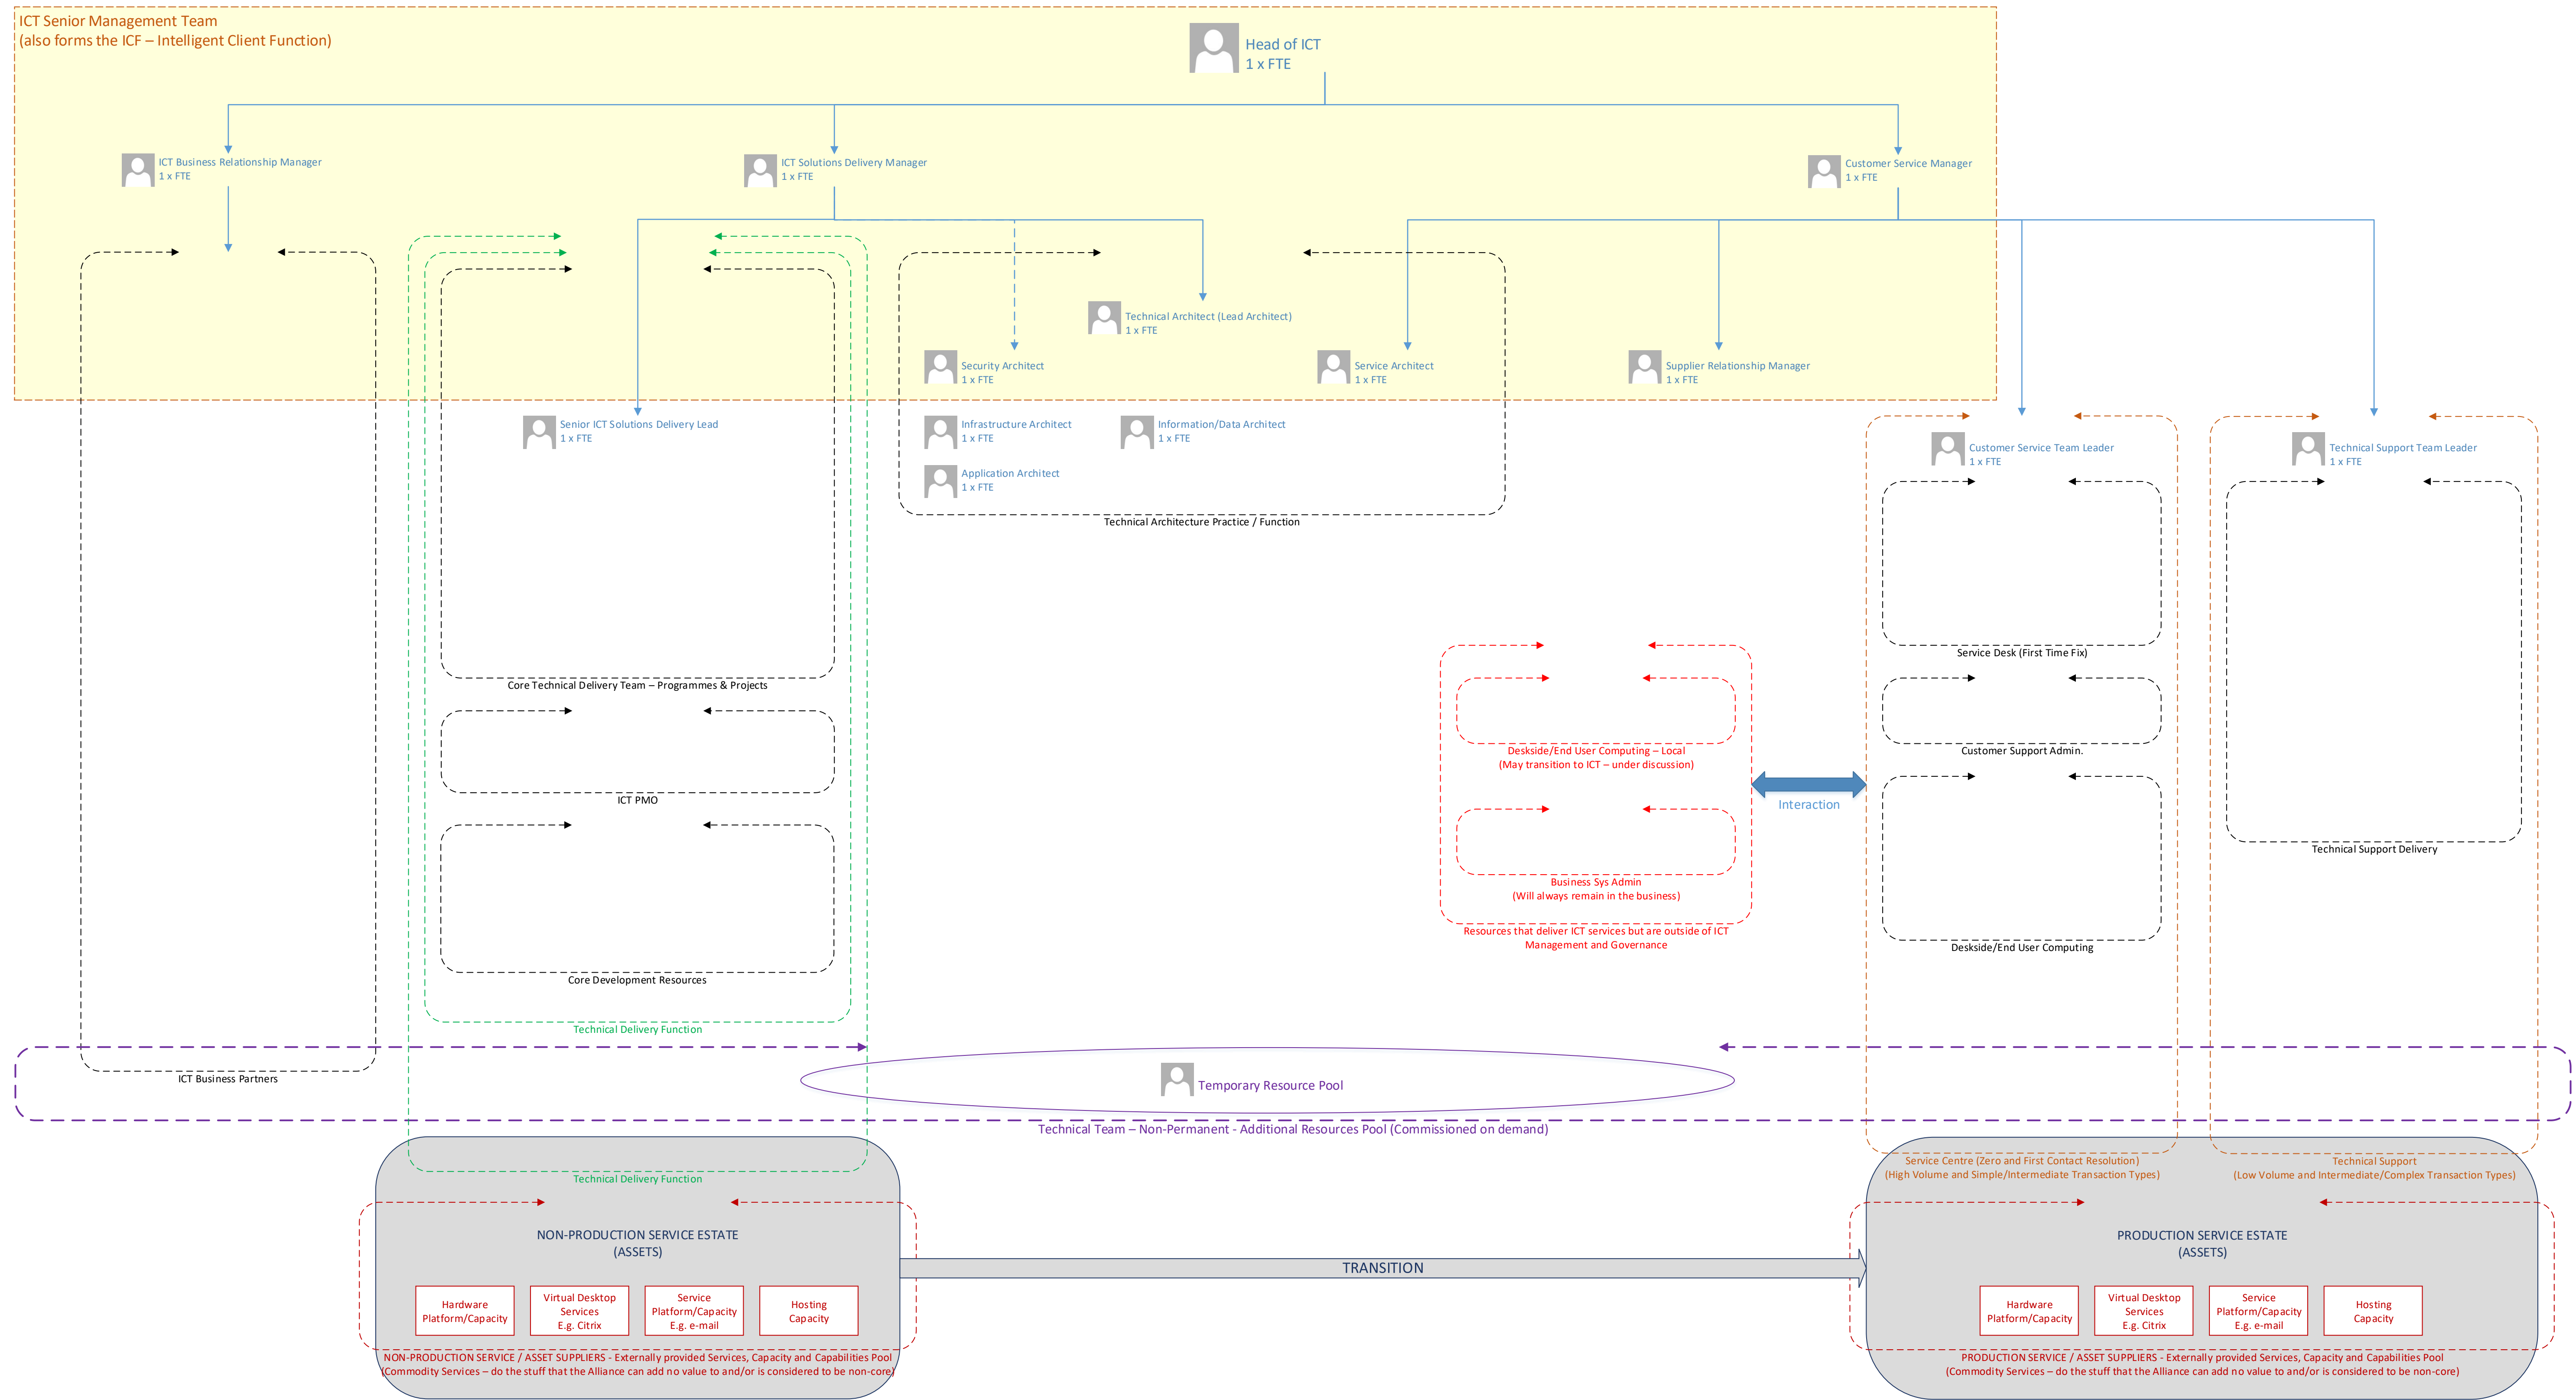 ICT Senior Management Team
(also forms the ICF – Intelligent Client Function)
Head of ICT
1 x FTE
ICT Business Relationship Manager
1 x FTE
ICT Solutions Delivery Manager
1 x FTE
Customer Service Manager
1 x FTE
Technical Architect (Lead Architect)
1 x FTE
Security Architect
1 x FTE
Service Architect
1 x FTE
Supplier Relationship Manager
1 x FTE
Senior ICT Solutions Delivery Lead
1 x FTE
Infrastructure Architect
1 x FTE
Information/Data Architect
1 x FTE
Application Architect
1 x FTE
Technical Architecture Practice / Function
Customer Service Team Leader
1 x FTE
Technical Support Team Leader
1 x FTE
Service Desk (First Time Fix)
Core Technical Delivery Team – Programmes & Projects
Deskside/End User Computing – Local
(May transition to ICT – under discussion)
Customer Support Admin.
ICT PMO
Interaction
Technical Support Delivery
Business Sys Admin
(Will always remain in the business)
Resources that deliver ICT services but are outside of ICT
Management and Governance
Deskside/End User Computing
Core Development Resources
Technical Delivery Function
ICT Business Partners
Temporary Resource Pool
Technical Team – Non-Permanent - Additional Resources Pool (Commissioned on demand)
Technical Delivery Function
Service Centre (Zero and First Contact Resolution)
(High Volume and Simple/Intermediate Transaction Types)
Technical Support
(Low Volume and Intermediate/Complex Transaction Types)
NON-PRODUCTION SERVICE ESTATE
(ASSETS)
Hardware
Platform/Capacity
Virtual Desktop
Services
E.g. Citrix
Service
Platform/Capacity
E.g. e-mail
Hosting
Capacity
NON-PRODUCTION SERVICE / ASSET SUPPLIERS - Externally provided Services, Capacity and Capabilities Pool
(Commodity Services – do the stuff that the Alliance can add no value to and/or is considered to be non-core)
TRANSITION
PRODUCTION SERVICE ESTATE
(ASSETS)
Hardware
Platform/Capacity
Virtual Desktop
Services
E.g. Citrix
Service
Platform/Capacity
E.g. e-mail
Hosting
Capacity
PRODUCTION SERVICE / ASSET SUPPLIERS - Externally provided Services, Capacity and Capabilities Pool
(Commodity Services – do the stuff that the Alliance can add no value to and/or is considered to be non-core)